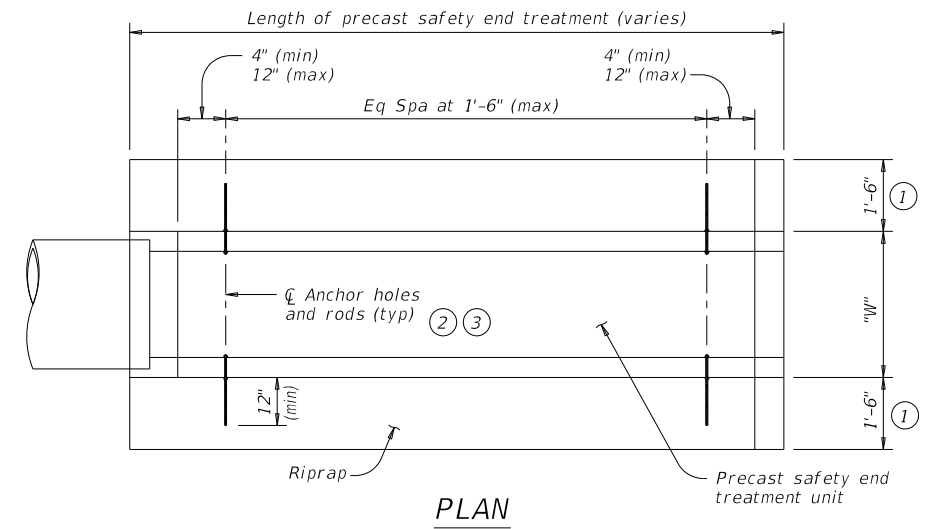 Length of precast safety end treatment (varies)
4" (min)
12" (max)
4" (min)
12" (max)
Eq Spa at 1'-6" (max)
1'-6"
1
℄ Anchor holes
and rods (typ)
2 3
"W"
12"
(min)
1'-6"
1
Riprap
Precast safety end
treatment unit
PLAN